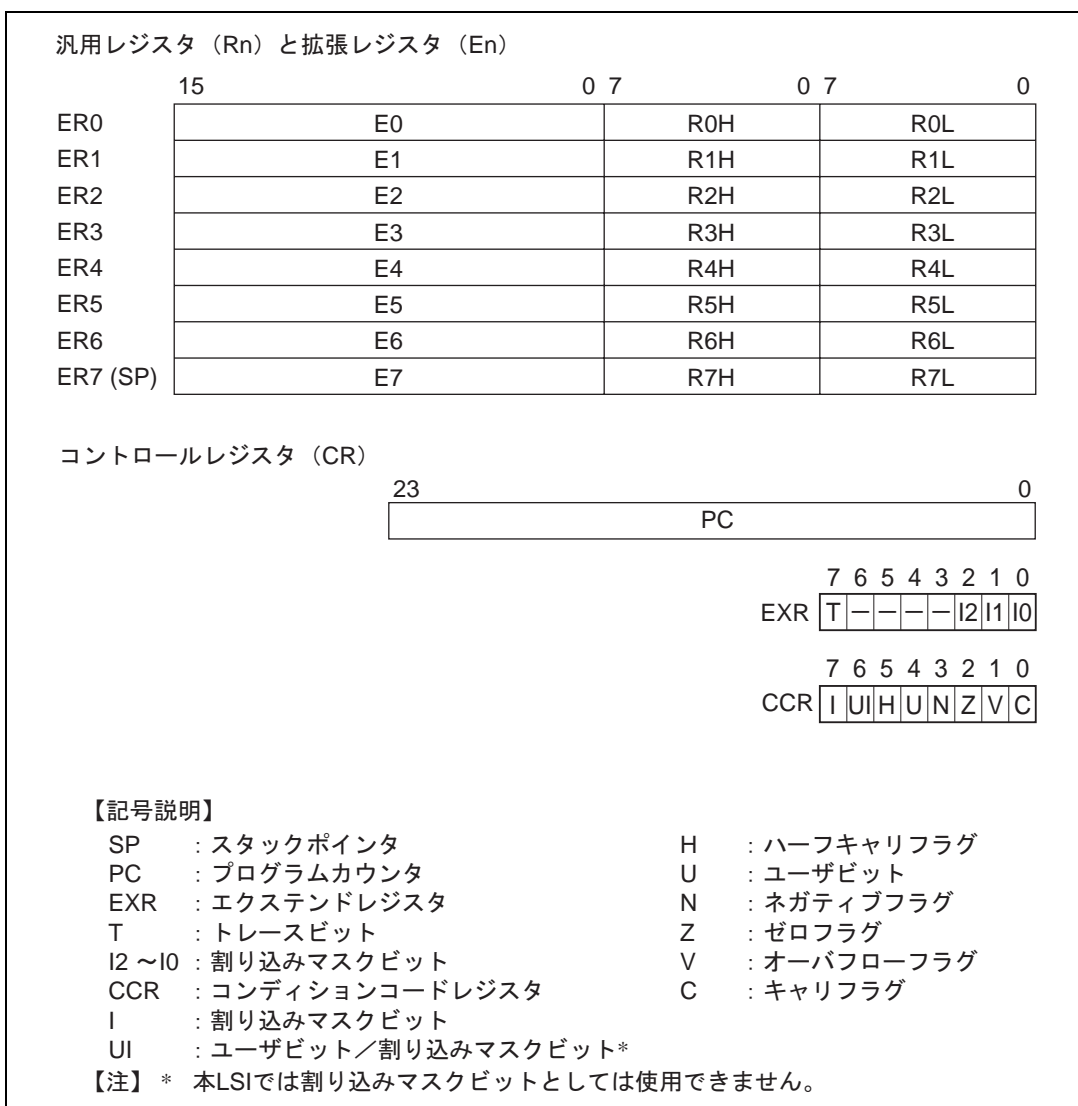 汎用レジスタ（Rn）と拡張レジスタ（En）
15 0 7 0 7 0
ER0 E0 R0H R0L
ER1 E1 R1H R1L
ER2 E2 R2H R2L
ER3 E3 R3H R3L
ER4 E4 R4H R4L
ER5 E5 R5H R5L
ER6 E6 R6H R6L
ER7 (SP) E7 R7H R7L
コントロールレジスタ（CR）
23 0
PC
7 6 5 4 3 2 1 0
EXR T － － － － I2 I1 I0
7 6 5 4 3 2 1 0
CCR I UI H U N Z V C
【記号説明】
SP ：スタックポインタ
PC ：プログラムカウンタ
EXR ：エクステンドレジスタ
T ：トレースビット
I2 ～I0 ：割り込みマスクビット
CCR ：コンディションコードレジスタ
I ：割り込みマスクビット
UI ：ユーザビット／割り込みマスクビット*
H ：ハーフキャリフラグ
U ：ユーザビット
N ：ネガティブフラグ
Z ：ゼロフラグ
V ：オーバフローフラグ
C ：キャリフラグ
【注】 * 本LSIでは割り込みマスクビットとしては使用できません。